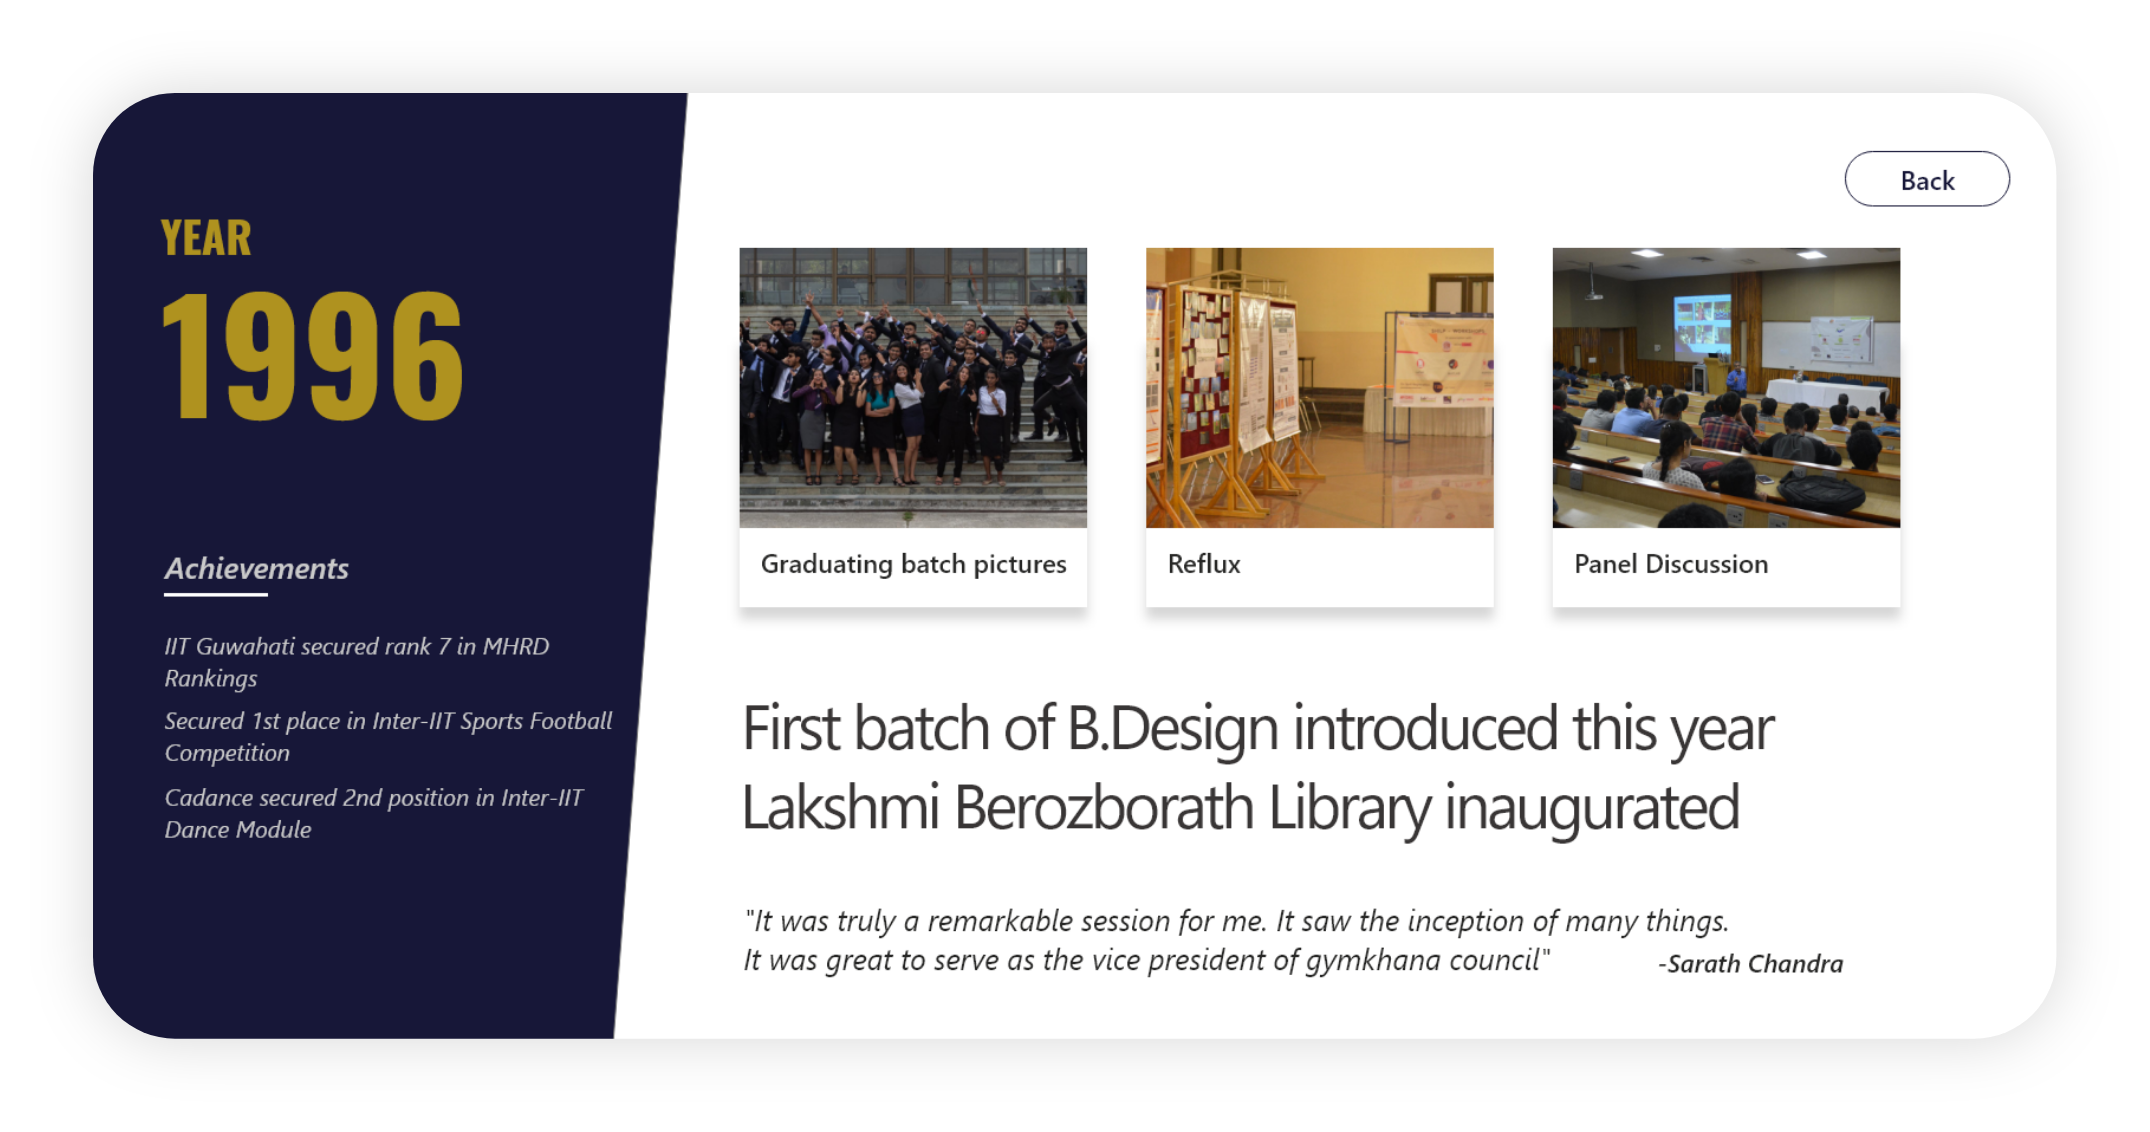 YEAR
1996
Achievements
IIT Guwahati secured rank 7 in MHRD
Rankings
Secured 1st place in Inter-IIT Sports Football
Competition
Cadance secured 2nd position in Inter-IIT
Dance Module
Back
Graduating batch pictures
Reflux
Panel Discussion
First batch of B.Design introduced this year
Lakshmi Berozborath Library inaugurated
"It was truly a remarkable session for me. It saw the inception of many things.
It was great to serve as the vice president of gymkhana council"
-Sarath Chandra